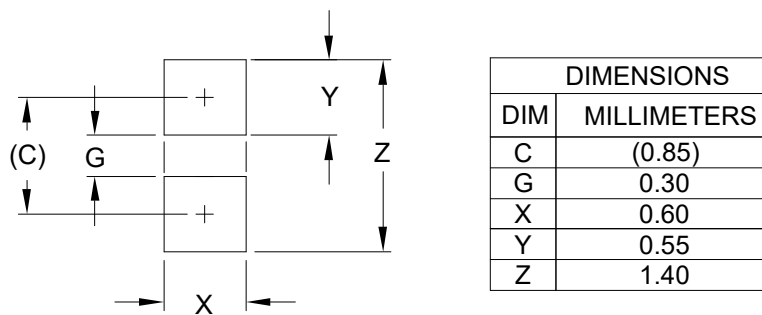 Y
(C)
G
Z
X
DIMENSIONS
DIM MILLIMETERS
C (0.85)
G 0.30
X 0.60
Y 0.55
Z 1.40